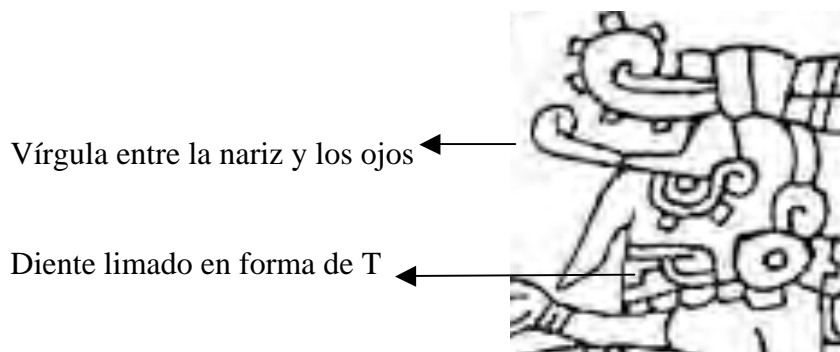 Vírgula entre la nariz y los ojos
Diente limado en forma de T